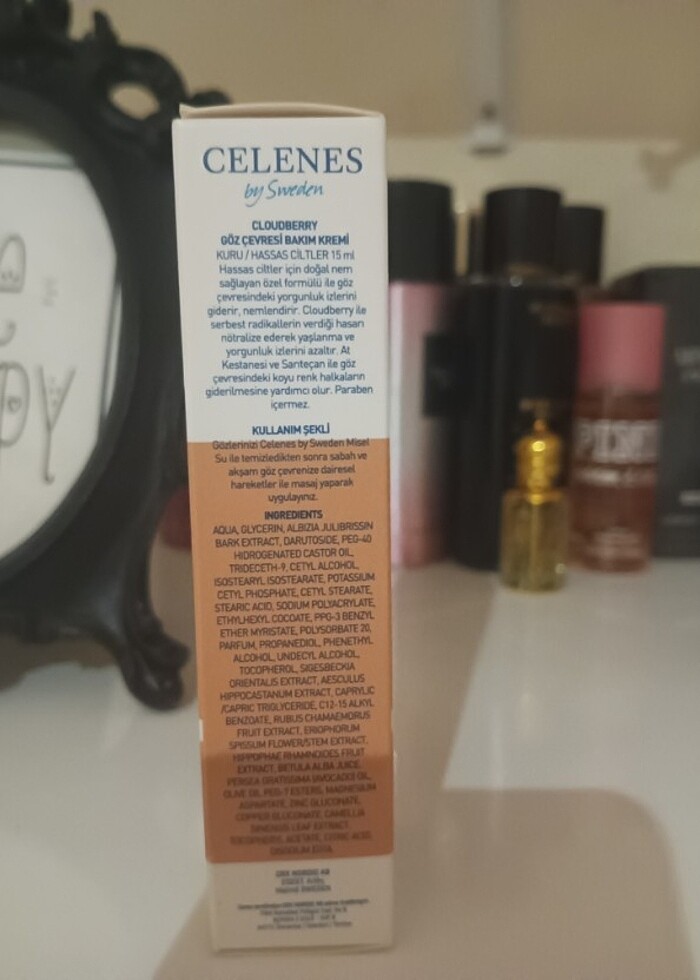 CELENES
by Sweden
CLOUDBERRY
GÖZ ÇEVRESİ BAKIM KREMİ
KURU / HASSAS CİLTLER 15 ml
Hassas ciltler için doğal nem
sağlayan özel formülü ile göz
çevresindeki yorgunluk izlerini
giderir, nemlendirir. Cloudberry ile
serbest radikallerin verdiği hasarı
nötralize ederek yaşlanma ve
yorgunluk izlerini azaltır. At
Kestanesi ve Santeçan ile göz
çevresindeki koyu renk halkaların
giderilmesine yardımcı olur. Paraben
içermez.
KULLANIM ŞEKLİ
Gözlerinizi Celenes by Sweden Misel
Su ile temizledikten sonra sabah ve
akşam göz çevrenize dairesel
hareketler ile masaj yaparak
uygulayınız.
INGREDIENTS
AQUA, GLYCERIN, ALBIZIA JULIBRISSIN
BARK EXTRACT, DARUTOSIDE, PEG-40
HIDROGENATED CASTOR OIL,
TRIDECETH-9, CETYL ALCOHOL,
ISOSTEARYL ISOSTEARATE, POTASSIUM
CETYL PHOSPHATE, CETYL STEARATE,
STEARIC ACID, SODIUM POLYACRYLATE,
ETHYLHEXYL COCOATE, PPG-3 BENZYL
ETHER MYRISTATE, POLYSORBATE 20,
PARFUM, PROPANEDIOL, PHENETHYL
ALCOHOL, UNDECYL ALCOHOL,
TOCOPHEROL, SIGESBECKIA
ORIENTALIS EXTRACT, AESCULUS
HIPPOCASTANUM EXTRACT, CAPRYLIC
/CAPRIC TRIGLYCERIDE, C12-15 ALKYL
BENZOATE, RUBUS CHAMAEMORUS
FRUIT EXTRACT, ERIOPHORUM
SPISSUM FLOWER/STEM EXTRACT,
HIPPOPHAE RHAMNOIDES FRUIT
EXTRACT, BETULA ALBA JUICE,
PERSEA GRATISSIMA (AVOCADO) OIL,
OLIVE OIL PEG-7 ESTERS, MAGNESIUM
ASPARTATE, ZINC GLUCONATE,
COPPER GLUCONATE, CAMELLIA
SINENSIS LEAF EXTRACT,
ACETATE, CITRIC ACID,
DISODIUM EDTA.
SWEDEN
PINK